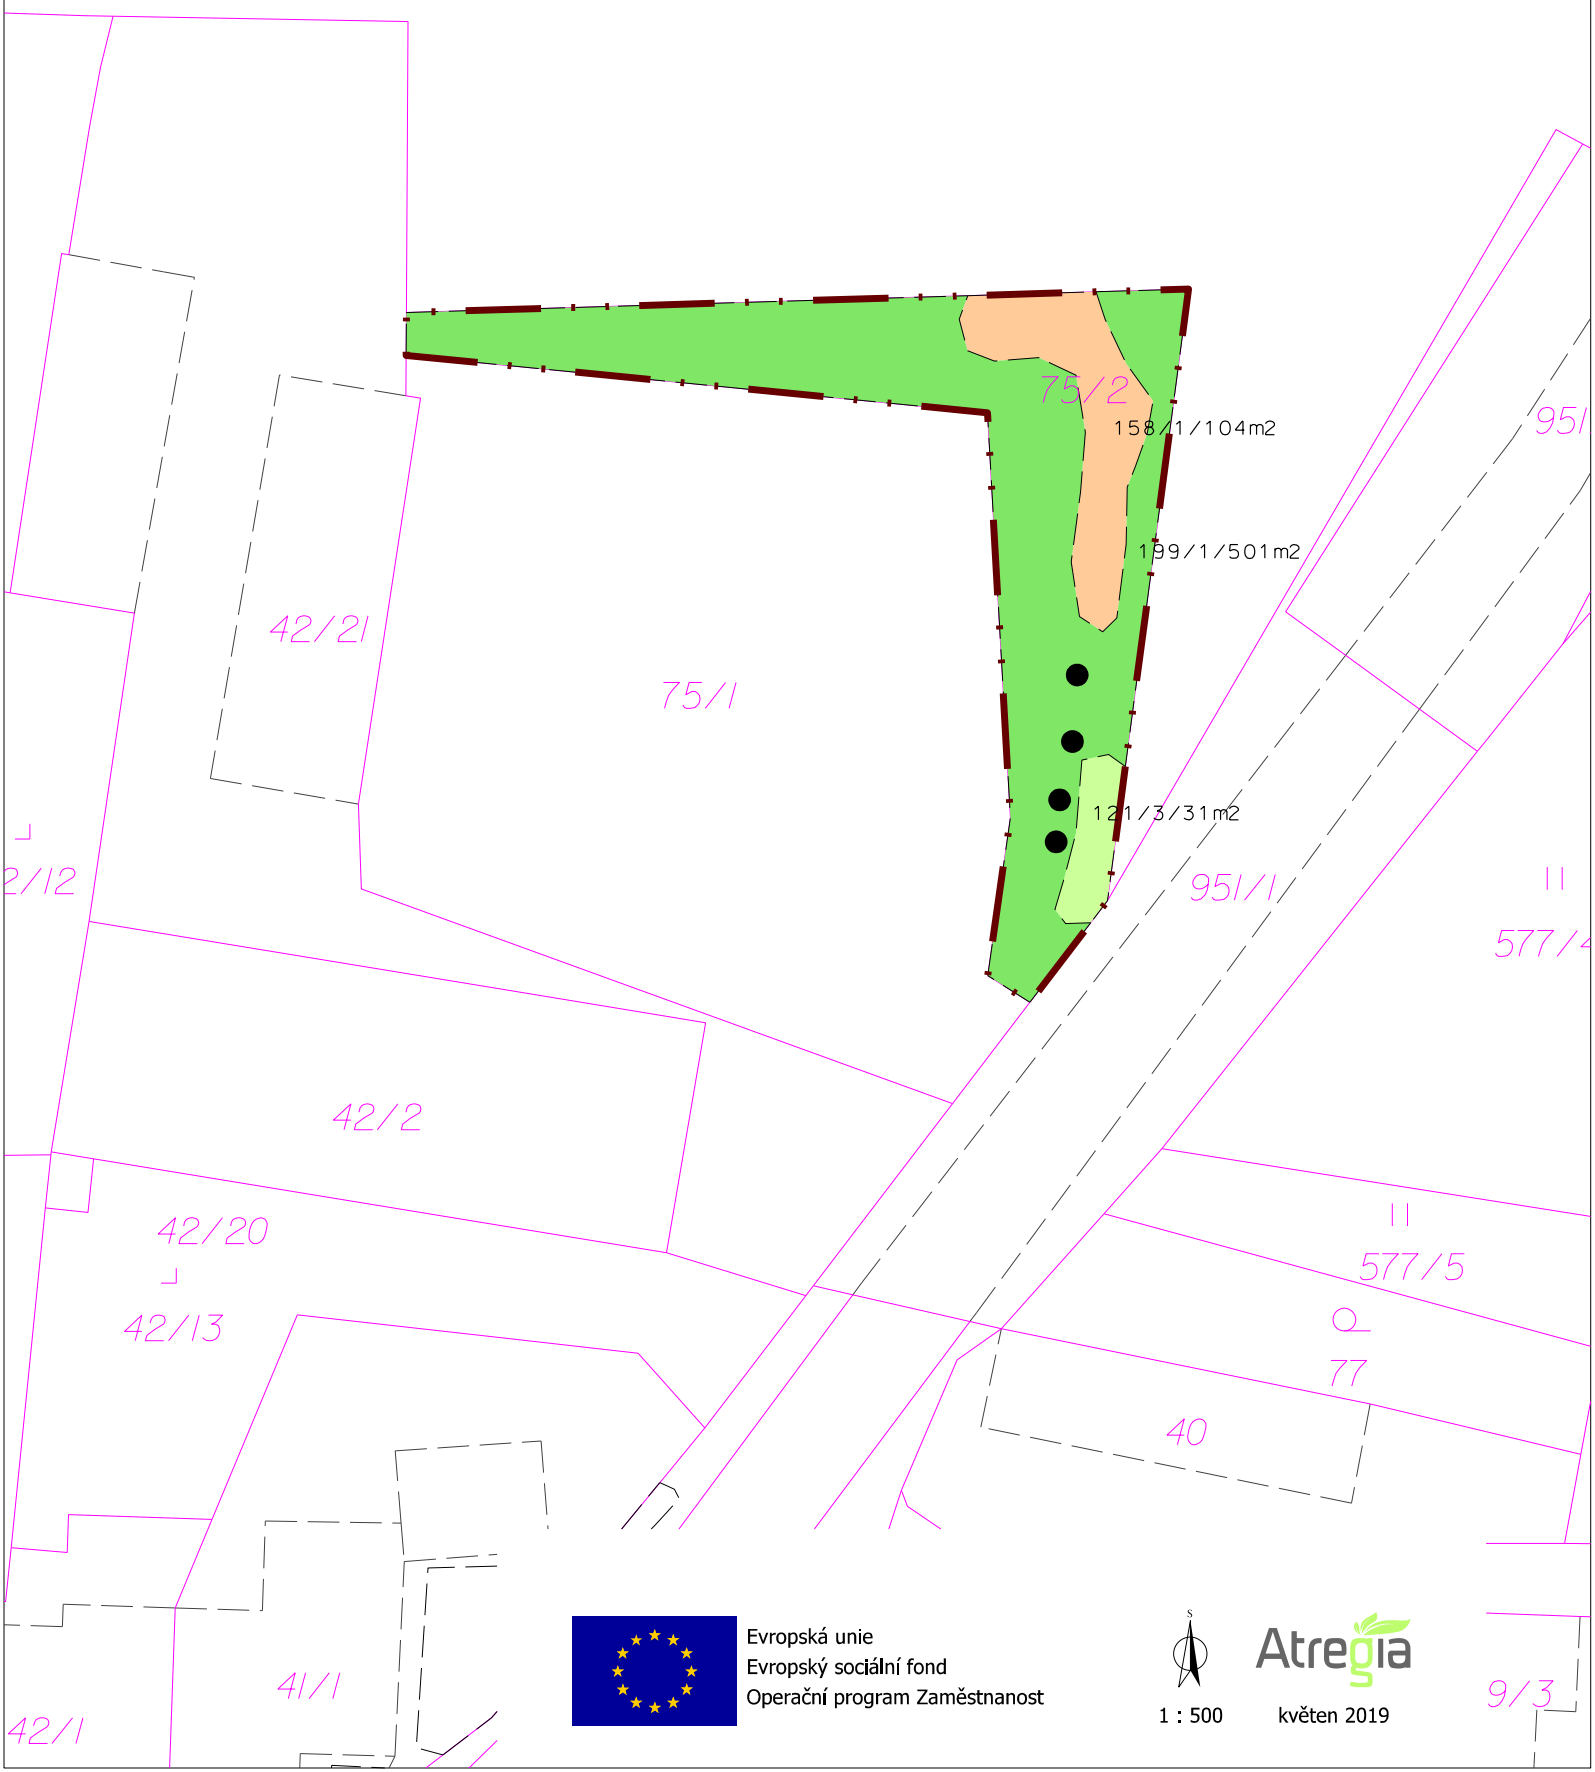 75/2
158/1/104m2
951
199/1/501m2
42/21
75/1
121/3/31m2
2/12
951/1
577/4
42/2
42/20
577/5
42/13
77
40
Evropská unie
Evropský sociální fond
Operační program Zaměstnanost
S
1 : 500
Atregia
květen 2019
41/1
9/3
42/1